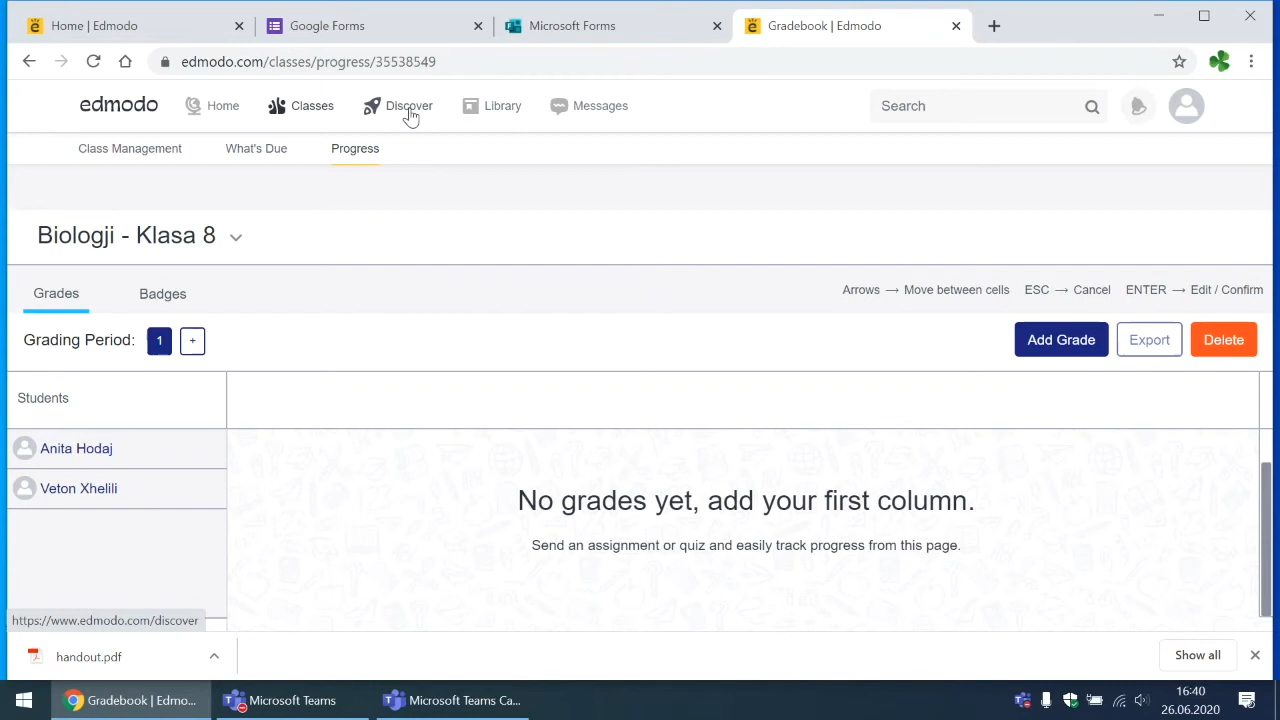 Home | Edmodo
Google Forms
Microsoft Forms
Gradebook | Edmodo
edmodo.com/classes/progress/35538549
edmodo
Home
Classes
Discover
Library
Messages
Search
Class Management
What's Due
Progress
Biologji - Klasa 8
Grades
Badges
Arrows → Move between cells
ESC → Cancel
ENTER → Edit / Confirm
Grading Period:
1
+
Add Grade
Export
Delete
Students
Anita Hodaj
Veton Xhelili
No grades yet, add your first column.
Send an assignment or quiz and easily track progress from this page.
https://www.edmodo.com/discover
handout.pdf
Show all
Gradebook | Edmo...
Microsoft Teams
Microsoft Teams Ca...
16:40
26.06.2020